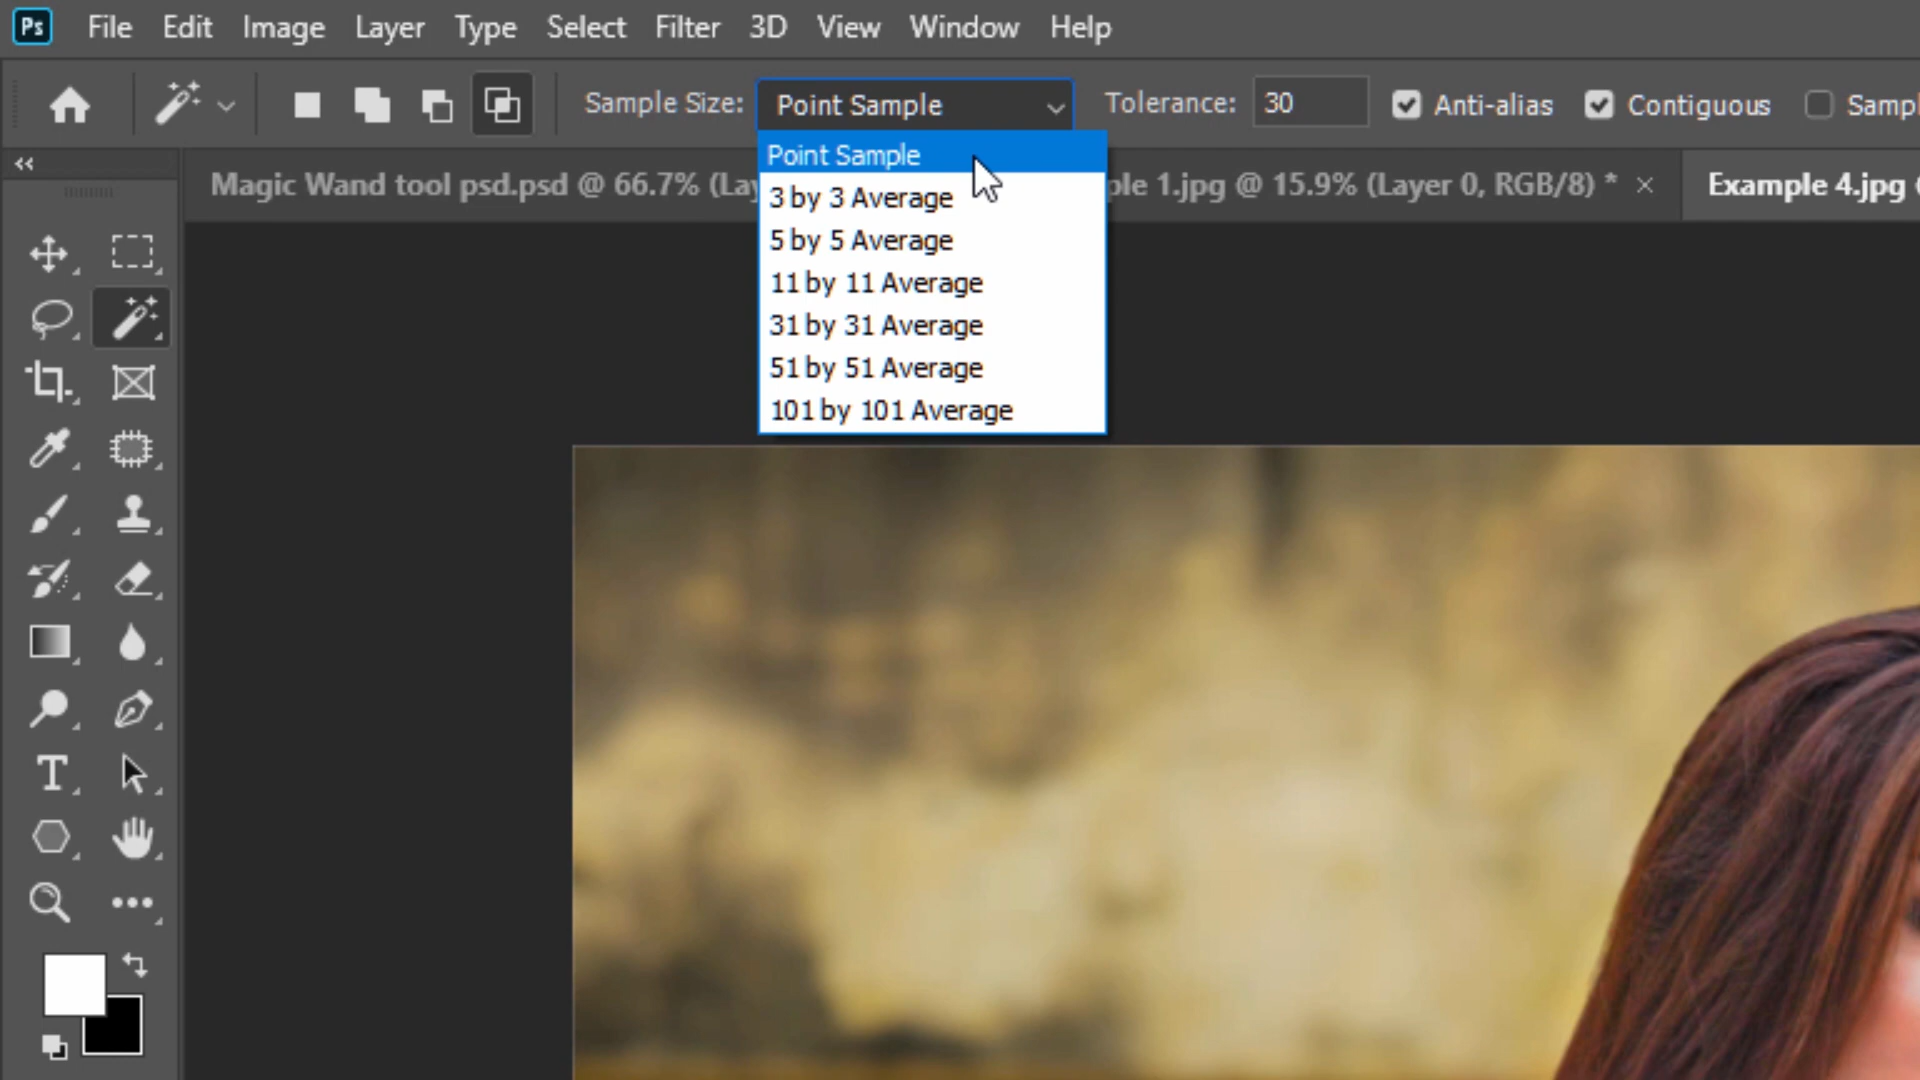 Ps File Edit Image Layer Type Select Filter 3D View Window Help
Sample Size: Point Sample Tolerance: 30 Anti-alias Contiguous Sampl
Magic Wand tool psd.psd @ 66.7% (Lay ple 1.jpg @ 15.9% (Layer 0, RGB/8) * × Example 4.jpg
Point Sample
3 by 3 Average
5 by 5 Average
11 by 11 Average
31 by 31 Average
51 by 51 Average
101 by 101 Average